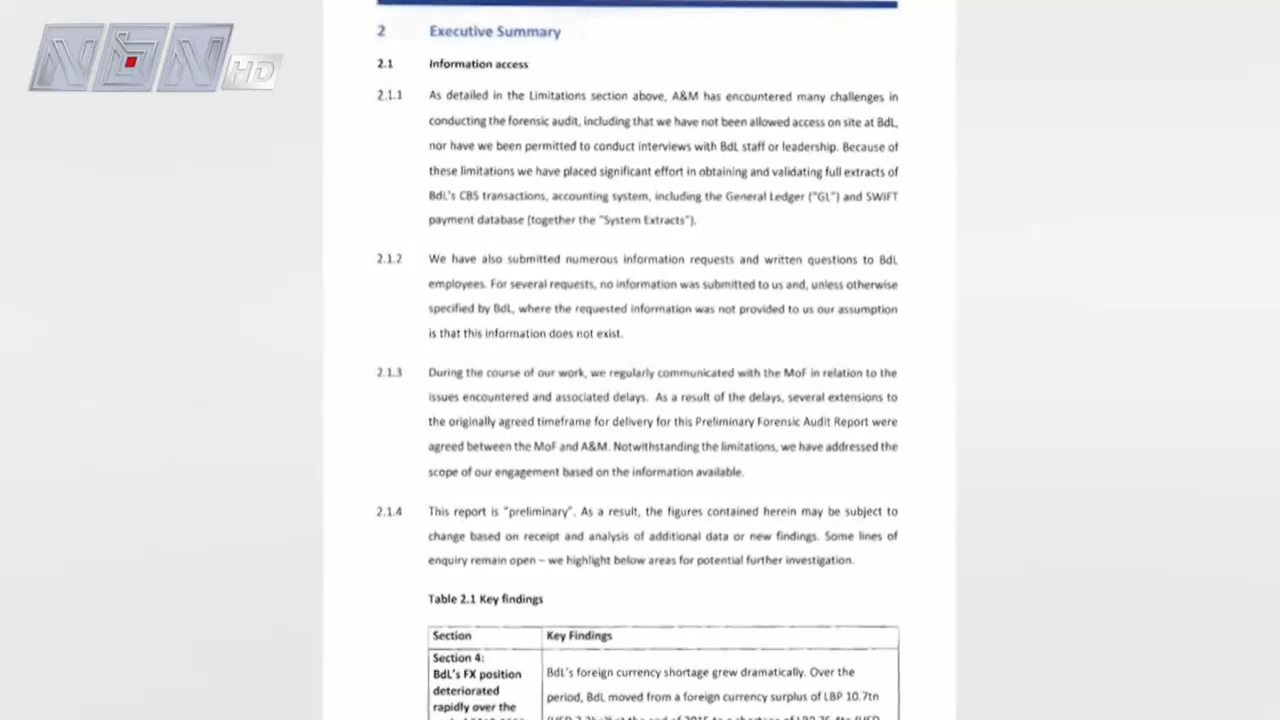 NBN HD
2 Executive Summary
2.1 Information access
2.1.1 As detailed in the Limitations section above, A&M has encountered many challenges in
conducting the forensic audit, including that we have not been allowed access on site at BdL,
nor have we been permitted to conduct interviews with BdL staff or leadership. Because of
these limitations we have placed significant effort in obtaining and validating full extracts of
BdL's CBS transactions, accounting system, including the General Ledger ("GL") and SWIFT
payment database (together the "System Extracts").
2.1.2 We have also submitted numerous information requests and written questions to BdL
employees. For several requests, no information was submitted to us and, unless otherwise
specified by BdL, where the requested information was not provided to us our assumption
is that this information does not exist.
2.1.3 During the course of our work, we regularly communicated with the MoF in relation to the
issues encountered and associated delays. As a result of the delays, several extensions to
the originally agreed timeframe for delivery for this Preliminary Forensic Audit Report were
agreed between the MoF and A&M. Notwithstanding the limitations, we have addressed the
scope of our engagement based on the information available.
2.1.4 This report is "preliminary". As a result, the figures contained herein may be subject to
change based on receipt and analysis of additional data or new findings. Some lines of
enquiry remain open – we highlight below areas for potential further investigation.
Table 2.1 Key findings
Section Key Findings
Section 4:
BdL's FX position
deteriorated
rapidly over the
BdL's foreign currency shortage grew dramatically. Over the
period, BdL moved from a foreign currency surplus of LBP 10.7tn